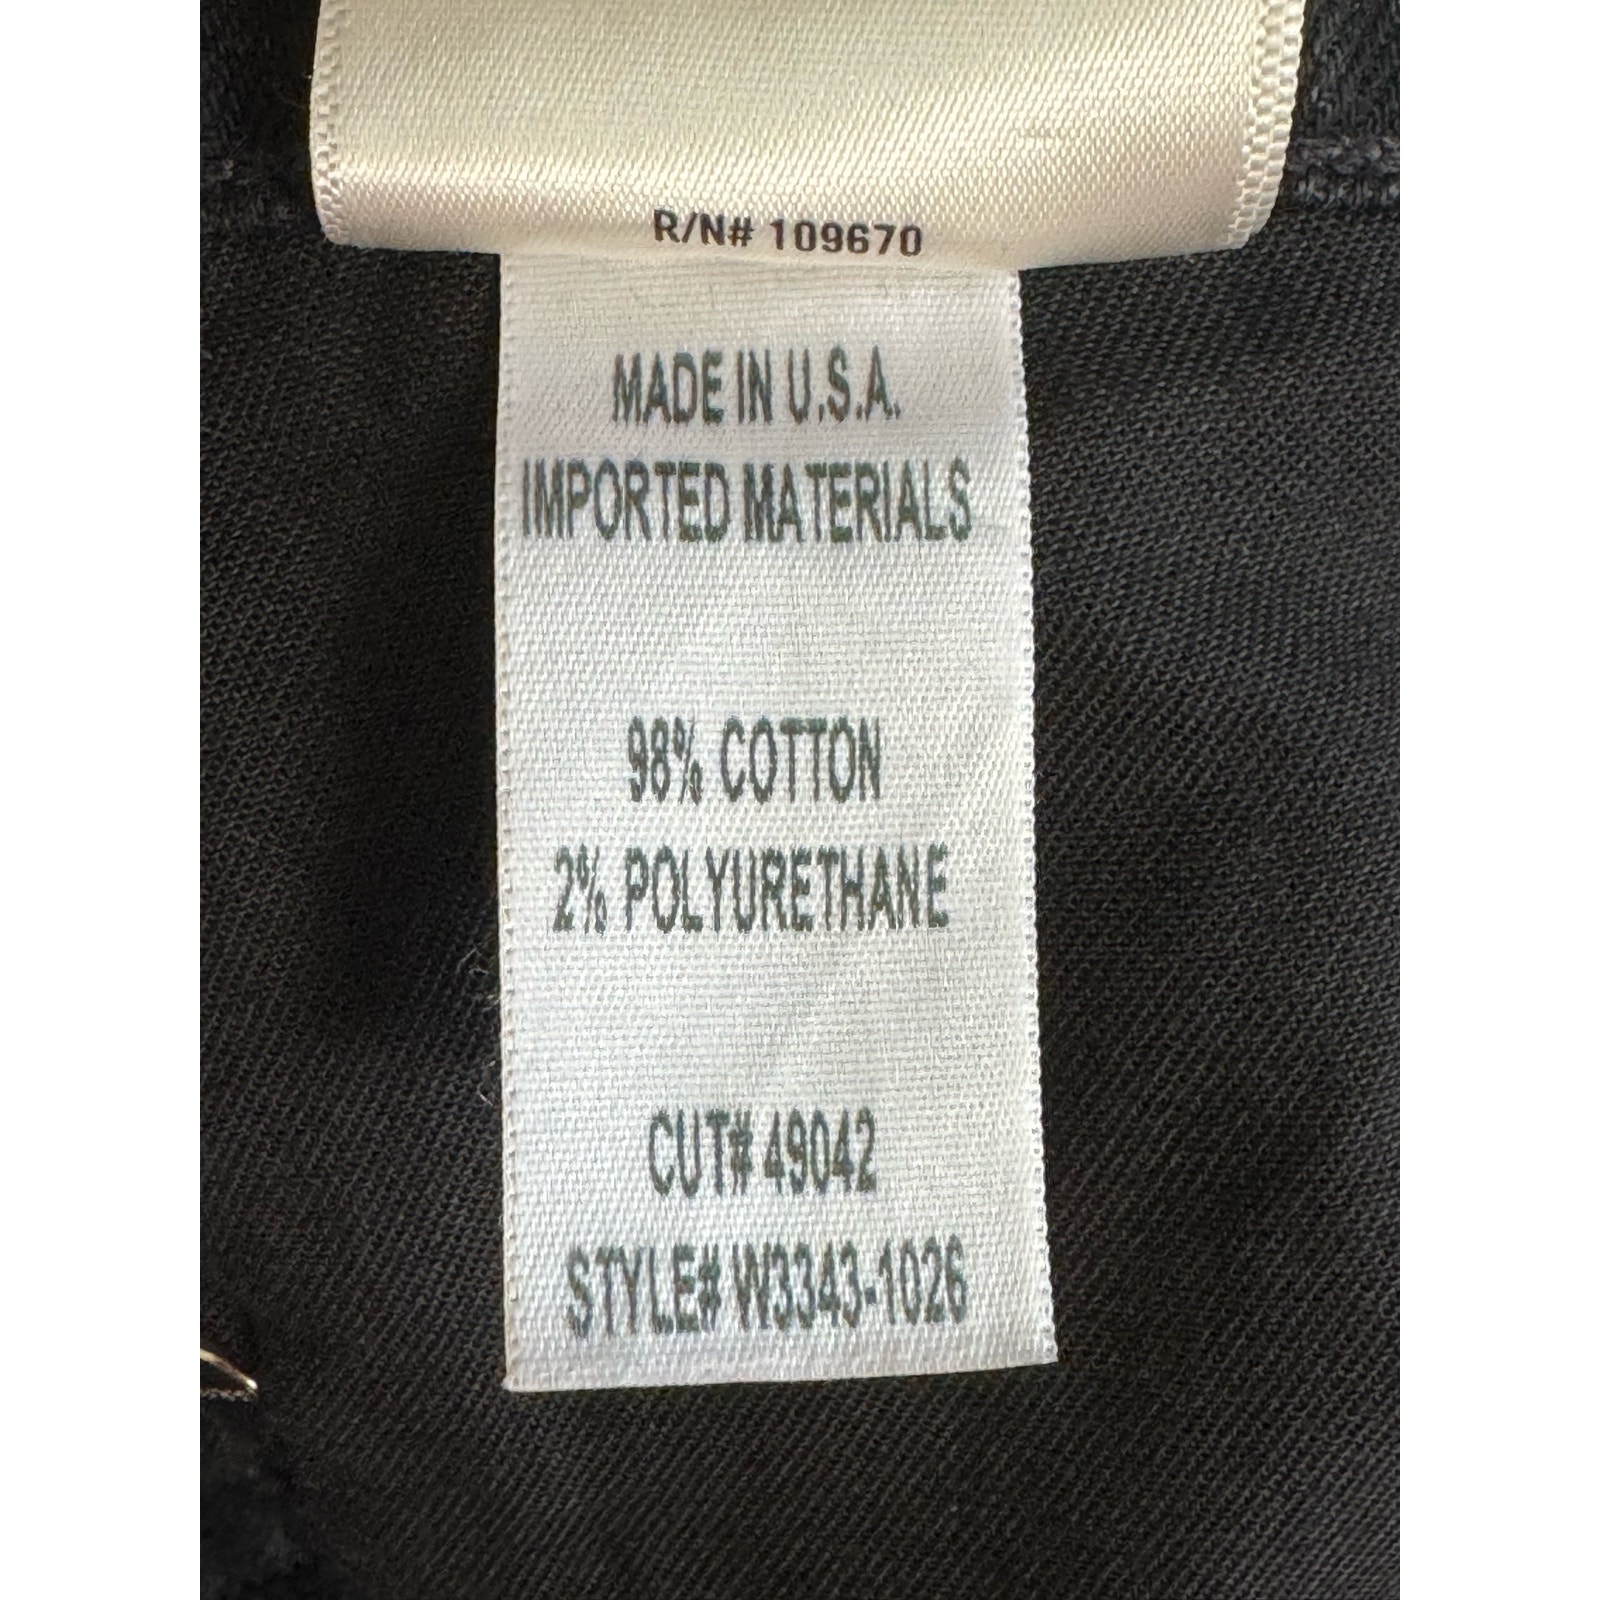 R/N# 109670
MADE IN U.S.A.
IMPORTED MATERIALS
98% COTTON
2% POLYURETHANE
CUT# 49042
STYLE# W3343-1026